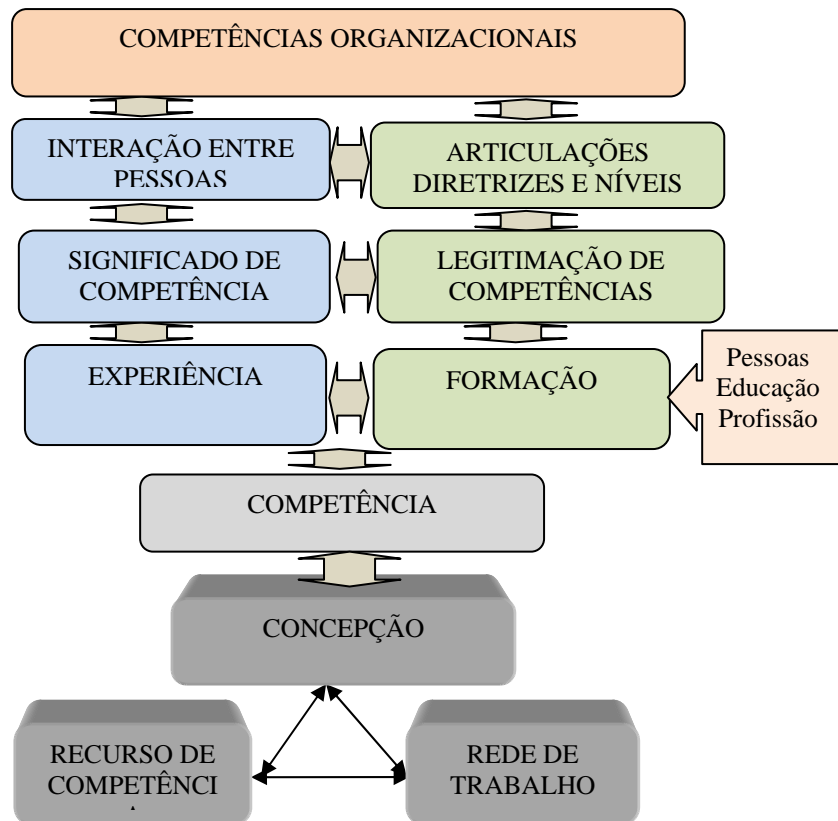 COMPETÊNCIAS ORGANIZACIONAIS
INTERAÇÃO ENTRE
PESSOAS
ARTICULAÇÕES
DIRETRIZES E NÍVEIS
SIGNIFICADO DE
COMPETÊNCIA
LEGITIMAÇÃO DE
COMPETÊNCIAS
EXPERIÊNCIA
FORMAÇÃO
Pessoas
Educação
Profissão
COMPETÊNCIA
CONCEPÇÃO
RECURSO DE
COMPETÊNCI
REDE DE
TRABALHO